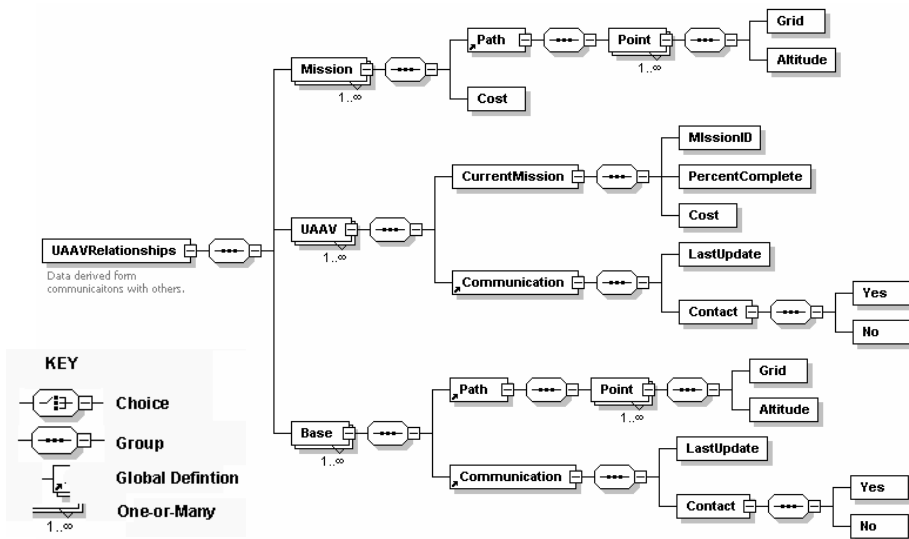 Grid
Path
Point
Altitude
Mission
1..∞
1..∞
Cost
MIssionID
CurrentMission
PercentComplete
UAAV
Cost
1..∞
UAAVRelationships
Data derived form
communicaitons with others.
LastUpdate
Communication
Yes
Contact
No
KEY
Choice
Group
Global Defintion
One-or-Many
1..∞
Grid
Path
Point
1..∞
Altitude
Base
1..∞
LastUpdate
Communication
Yes
Contact
No